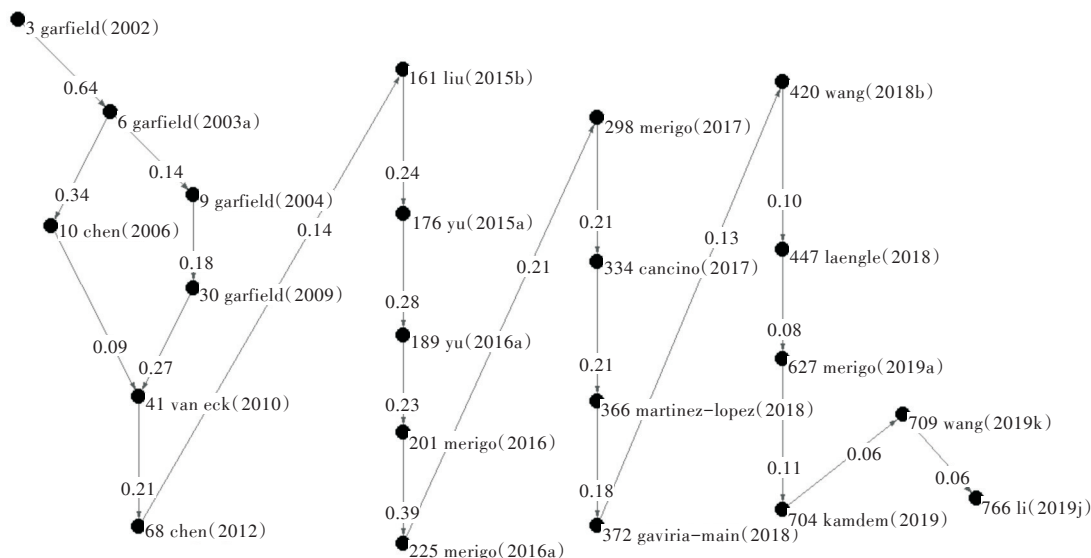 3 garfield(2002)
0.64
6 garfield(2003a)
0.34
0.14
9 garfield(2004)
10 chen(2006)
0.18
30 garfield(2009)
0.09
0.27
41 van eck(2010)
0.21
68 chen(2012)
0.14
161 liu(2015b)
0.24
176 yu(2015a)
0.28
189 yu(2016a)
0.23
201 merigo(2016)
0.39
225 merigo(2016a)
0.21
298 merigo(2017)
0.21
334 cancino(2017)
0.21
366 martinez-lopez(2018)
0.18
372 gaviria-main(2018)
0.13
420 wang(2018b)
0.10
447 laengle(2018)
0.08
627 merigo(2019a)
0.11
704 kamdem(2019)
0.06
709 wang(2019k)
0.06
766 li(2019j)